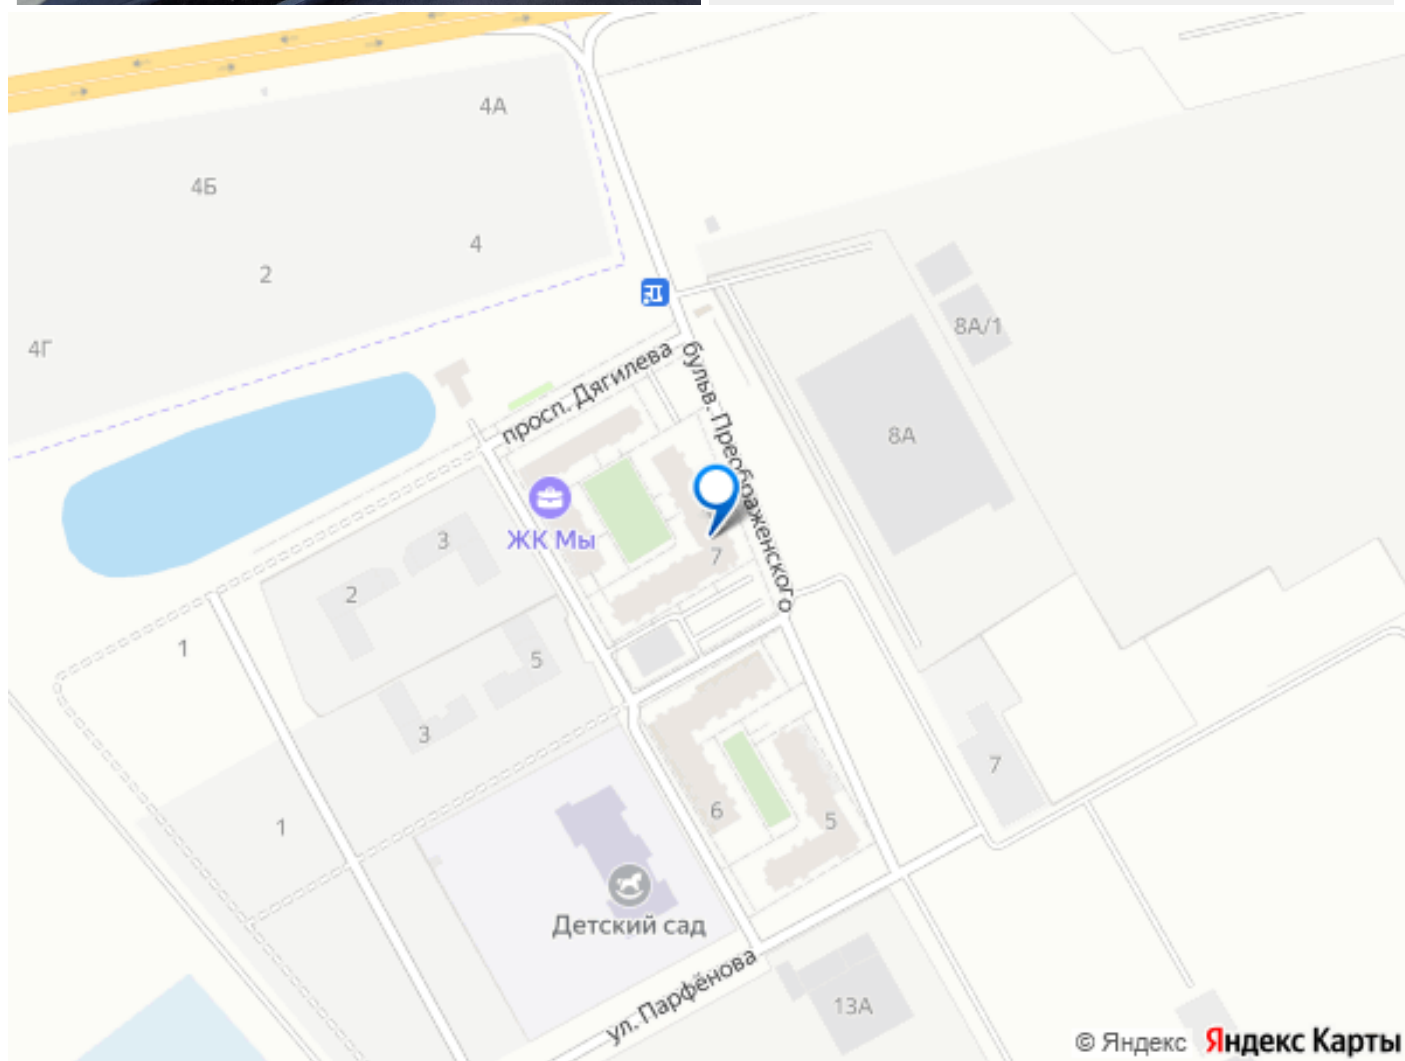 4А
4Б
4
2
4Г
8А/1
просп. Дягилева
бульв. Преображенского
8А
ЖК Мы
7
3
2
1
5
3
7
6
5
1
Детский сад
ул. Парфёнова
13А
© Яндекс Яндекс Карты